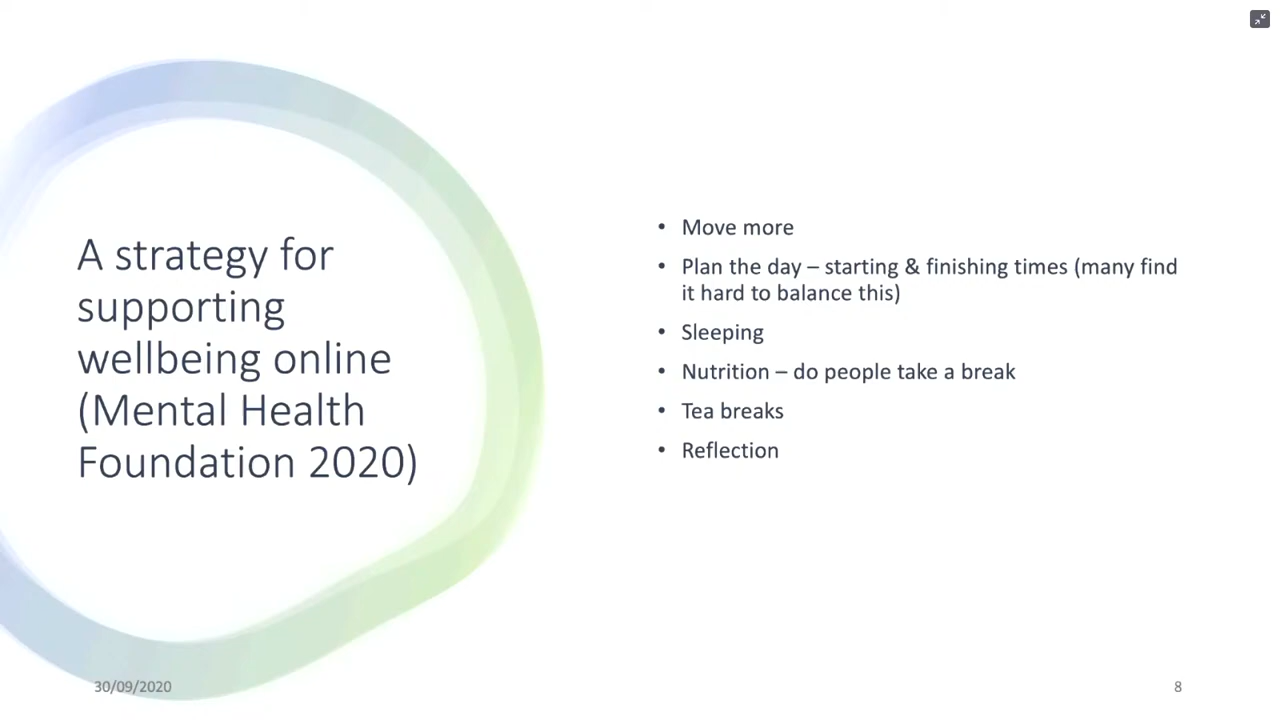 A strategy for
supporting
wellbeing online
(Mental Health
Foundation 2020)
• Move more
• Plan the day – starting & finishing times (many find
it hard to balance this)
• Sleeping
• Nutrition – do people take a break
• Tea breaks
• Reflection
30/09/2020
8